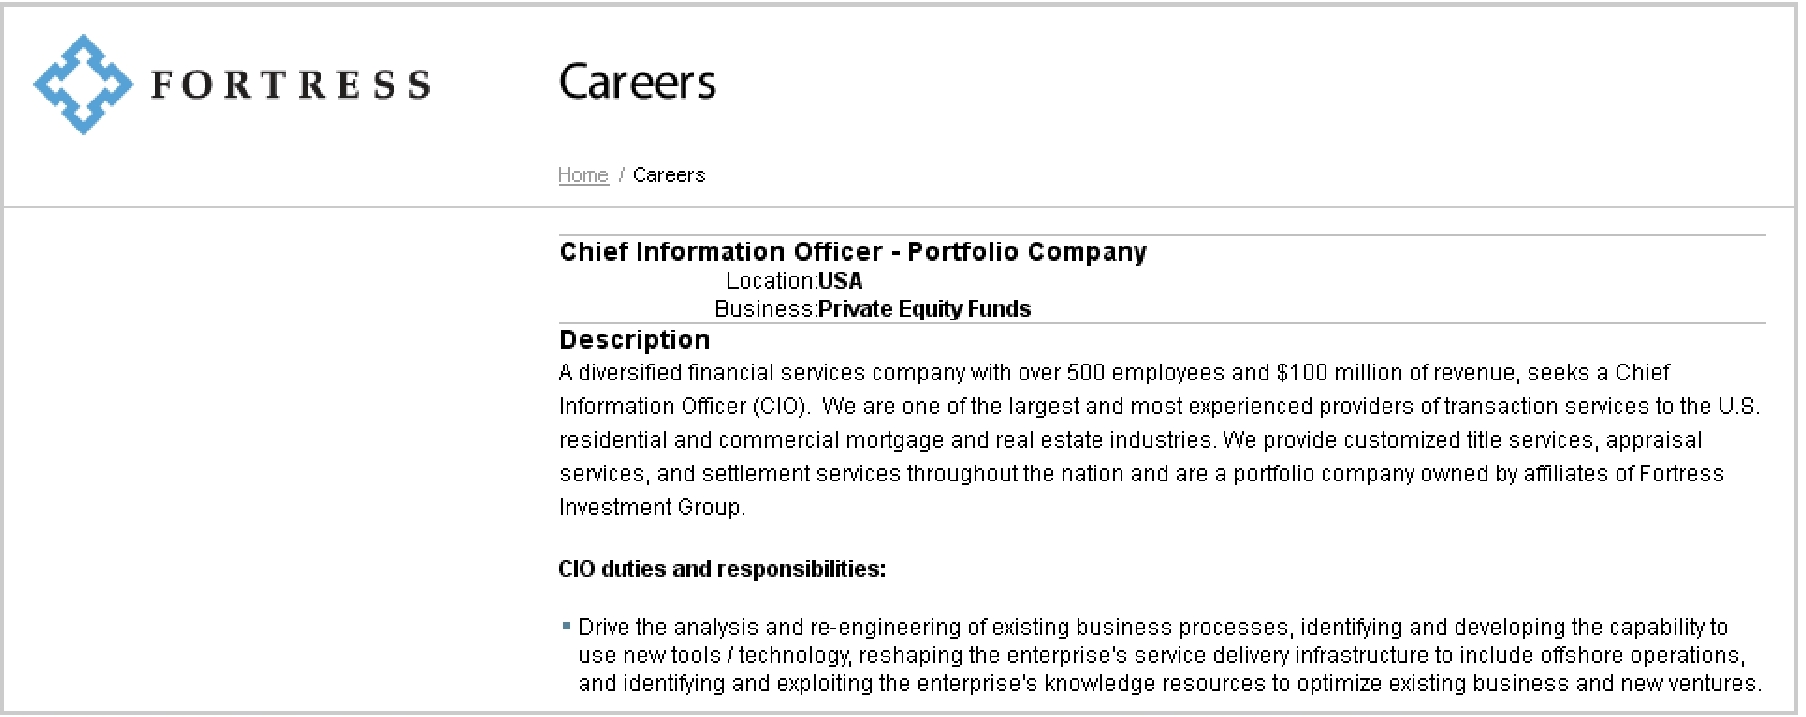 FORTRESS
Careers
Home / Careers
Chief Information Officer - Portfolio Company
Location:USA
Business:Private Equity Funds
Description
A diversified financial services company with over 500 employees and $100 million of revenue, seeks a Chief
Information Officer (CIO).  We are one of the largest and most experienced providers of transaction services to the U.S.
residential and commercial mortgage and real estate industries. We provide customized title services, appraisal
services, and settlement services throughout the nation and are a portfolio company owned by affiliates of Fortress
Investment Group.
CIO duties and responsibilities:
▪ Drive the analysis and re-engineering of existing business processes, identifying and developing the capability to
use new tools / technology, reshaping the enterprise's service delivery infrastructure to include offshore operations,
and identifying and exploiting the enterprise's knowledge resources to optimize existing business and new ventures.